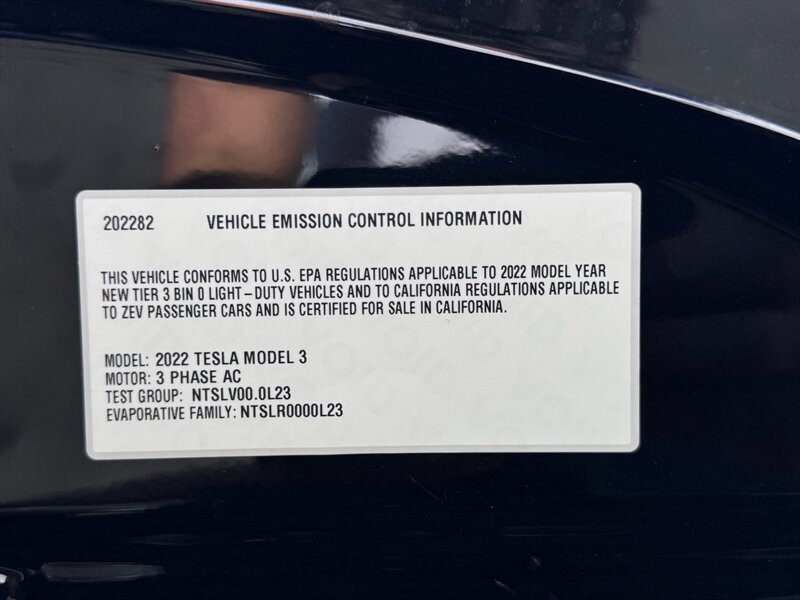 202282 VEHICLE EMISSION CONTROL INFORMATION
THIS VEHICLE CONFORMS TO U.S. EPA REGULATIONS APPLICABLE TO 2022 MODEL YEAR
NEW TIER 3 BIN 0 LIGHT-DUTY VEHICLES AND TO CALIFORNIA REGULATIONS APPLICABLE
TO ZEV PASSENGER CARS AND IS CERTIFIED FOR SALE IN CALIFORNIA.
MODEL: 2022 TESLA MODEL 3
MOTOR: 3 PHASE AC
TEST GROUP: NTSLV00.0L23
EVAPORATIVE FAMILY: NTSLR0000L23